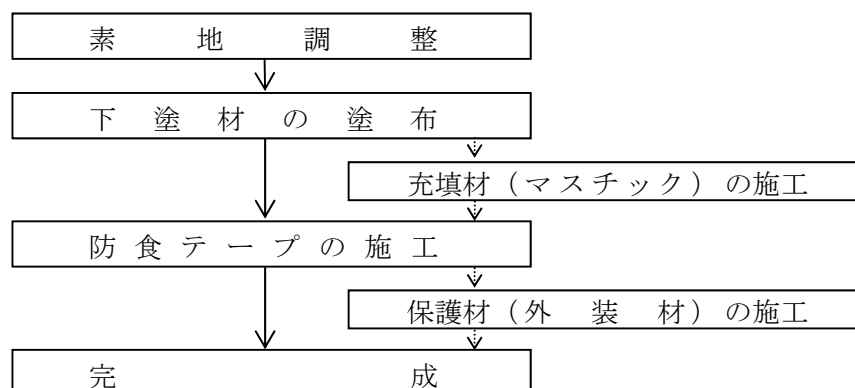 素地調整
下塗材の塗布
充填材（マスチック）の施工
防食テープの施工
保護材（外装材）の施工
完成